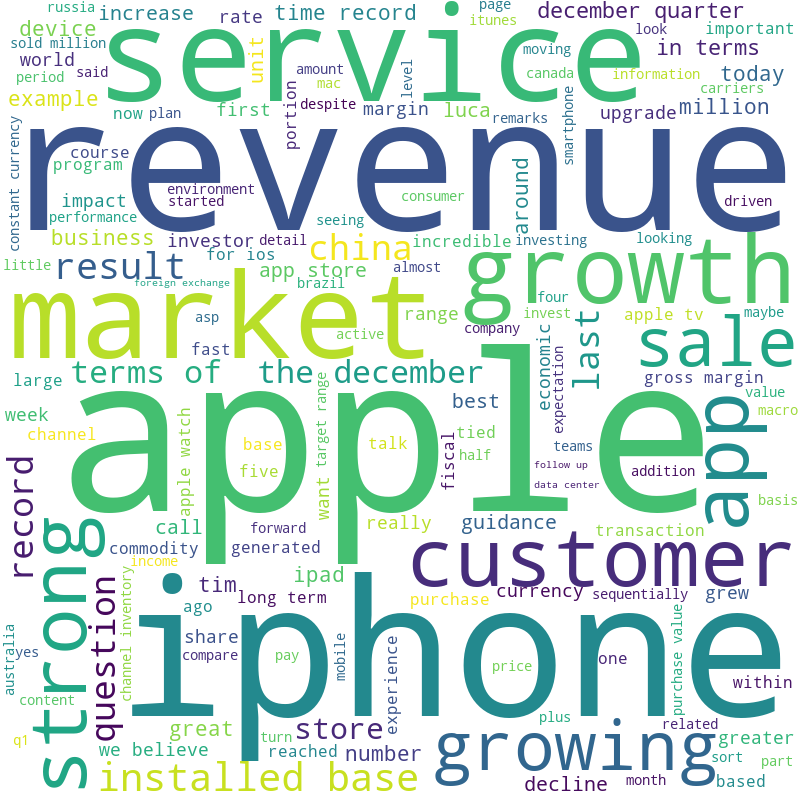 russia
increase
rate
time record
page
december quarter
itunes
device
service
unit
look
important
sold million
world
in terms
period
said
amount
mac
level
moving
canada
information
today
example
now
plan
first
portion
despite
margin
luca
remarks
smartphone
upgrade
million
carriers
constant currency
revenue
course
program
environment
started
impact
performance
consumer
around
driven
business
investor
detail
seeing
china
incredible
investing
looking
for ios
result
growth
little
foreign exchange
app store
brazil
almost
market
asp
active
range
company
four
invest
apple tv
maybe
fast
economic
expectation
last
sale
large
terms of
the december
gross margin
week
apple
best
value
macro
app
channel
apple watch
base
five
want
target range
talk
fiscal
tied
half
teams
follow up
addition
data center
basis
record
strong
call
forward
really
guidance
transaction
commodity
generated
income
customer
question
channel inventory
iphone
tim
ipad
ago
long term
purchase
currency
sequentially
grew
australia
yes
share
compare
pay
mobile
experience
price
one
purchase value
within
content
great
turn
store
plus
related
q1
we believe
reached
number
growing
greater
sort
part
installed base
decline
month
based